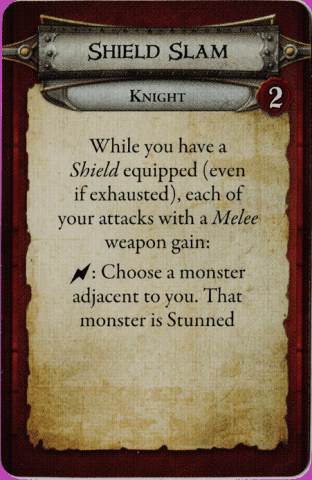 Shield Slam
Knight
2
While you have a
Shield equipped (even
if exhausted), each of
your attacks with a Melee
weapon gain:
: Choose a monster
adjacent to you. That
monster is Stunned